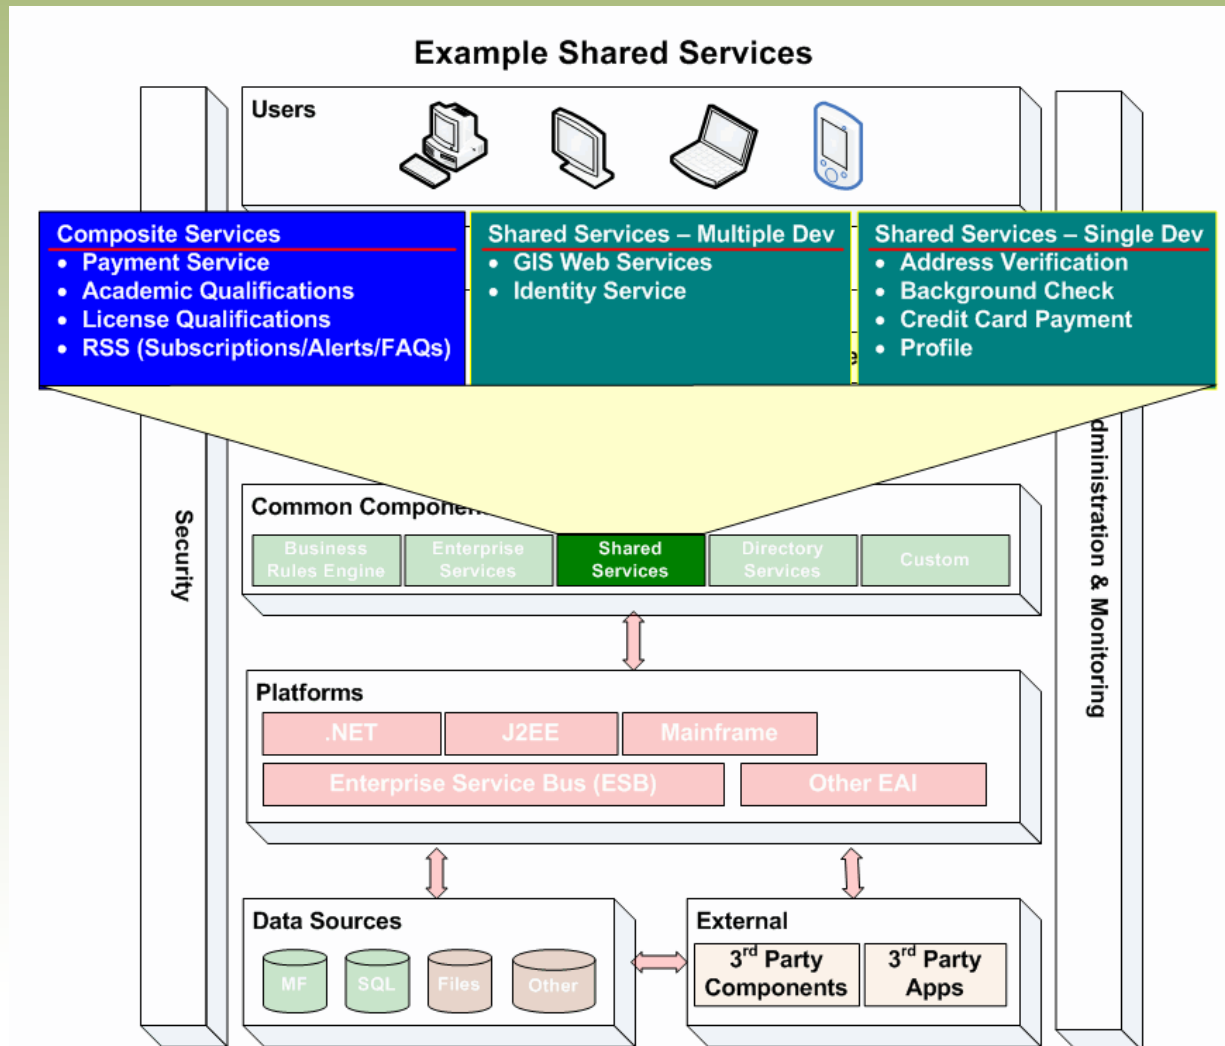 Example Shared Services
Users
Composite Services
• Payment Service
• Academic Qualifications
• License Qualifications
• RSS (Subscriptions/Alerts/FAQs)
Shared Services – Multiple Dev
• GIS Web Services
• Identity Service
Shared Services – Single Dev
• Address Verification
• Background Check
• Credit Card Payment
• Profile
Security
dministration & Monitoring
Common Componen
Business
Rules Engine
Enterprise
Services
Shared
Services
Directory
Services
Custom
Platforms
.NET
J2EE
Mainframe
Enterprise Service Bus (ESB)
Other EAI
Data Sources
MF
SQL
Files
Other
External
3rd Party
Components
3rd Party
Apps